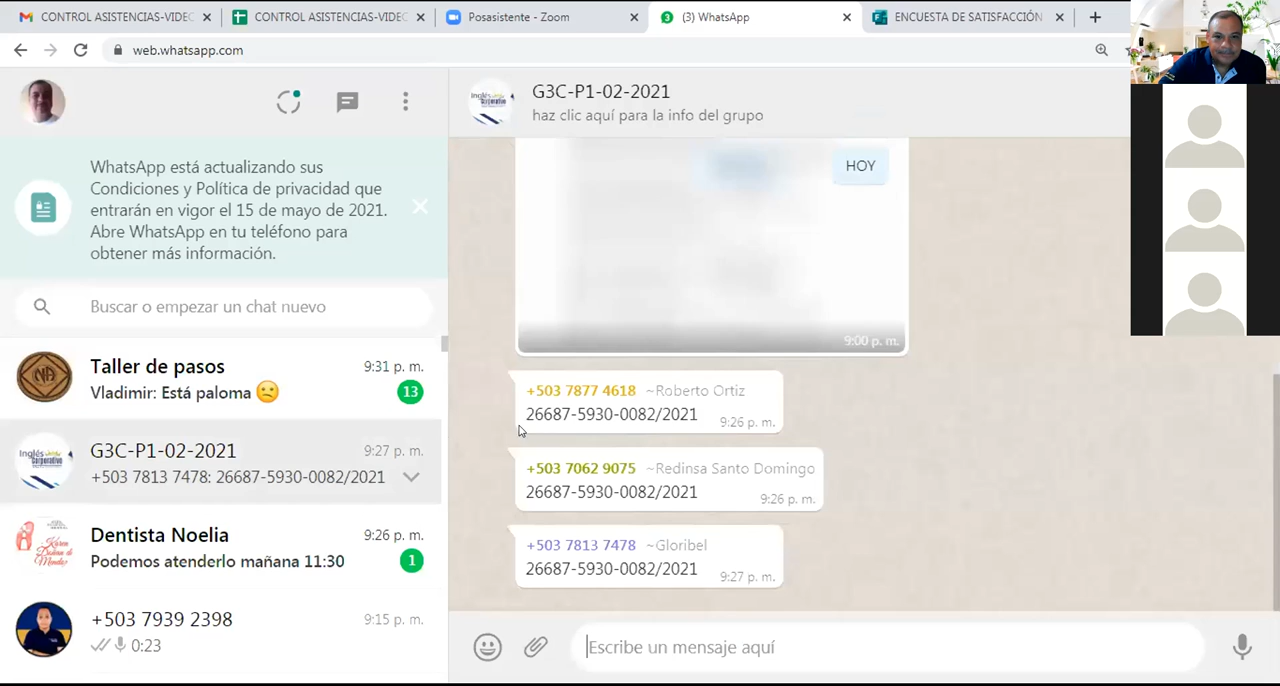 CONTROL ASISTENCIAS-VIDEC
CONTROL ASISTENCIAS-VIDEC
Posasistente - Zoom
(3) WhatsApp
ENCUESTA DE SATISFACCIÓN
web.whatsapp.com
G3C-P1-02-2021
haz clic aquí para la info del grupo
WhatsApp está actualizando sus
Condiciones y Política de privacidad que
entrarán en vigor el 15 de mayo de 2021.
Abre WhatsApp en tu teléfono para
obtener más información.
Buscar o empezar un chat nuevo
Taller de pasos 9:31 p. m.
Vladimir: Está paloma 13
G3C-P1-02-2021 9:27 p. m.
+503 7813 7478: 26687-5930-0082/2021
Dentista Noelia 9:26 p. m.
Podemos atenderlo mañana 11:30 1
+503 7939 2398 9:15 p. m.
0:23
HOY
9:00 p. m.
+503 7877 4618 ~Roberto Ortiz
26687-5930-0082/2021 9:26 p. m.
+503 7062 9075 ~Redinsa Santo Domingo
26687-5930-0082/2021 9:26 p. m.
+503 7813 7478 ~Gloribel
26687-5930-0082/2021 9:27 p. m.
Escribe un mensaje aquí